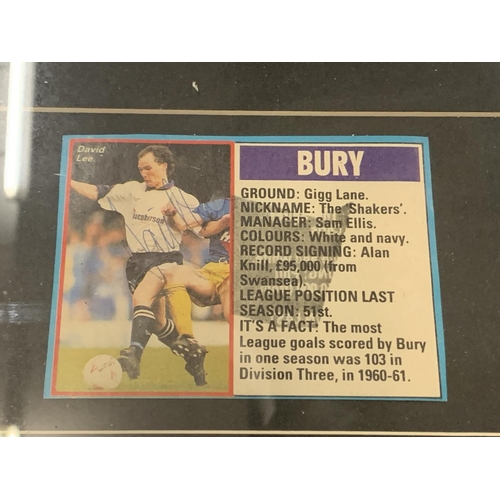 David
Lee.
Macpherson
BURY
GROUND: Gigg Lane.
NICKNAME: The 'Shakers'.
MANAGER: Sam Ellis.
COLOURS: White and navy.
RECORD SIGNING: Alan
Knill, £95,000 (from
Swansea).
LEAGUE POSITION LAST
SEASON: 51st.
IT'S A FACT: The most
League goals scored by Bury
in one season was 103 in
Division Three, in 1960-61.